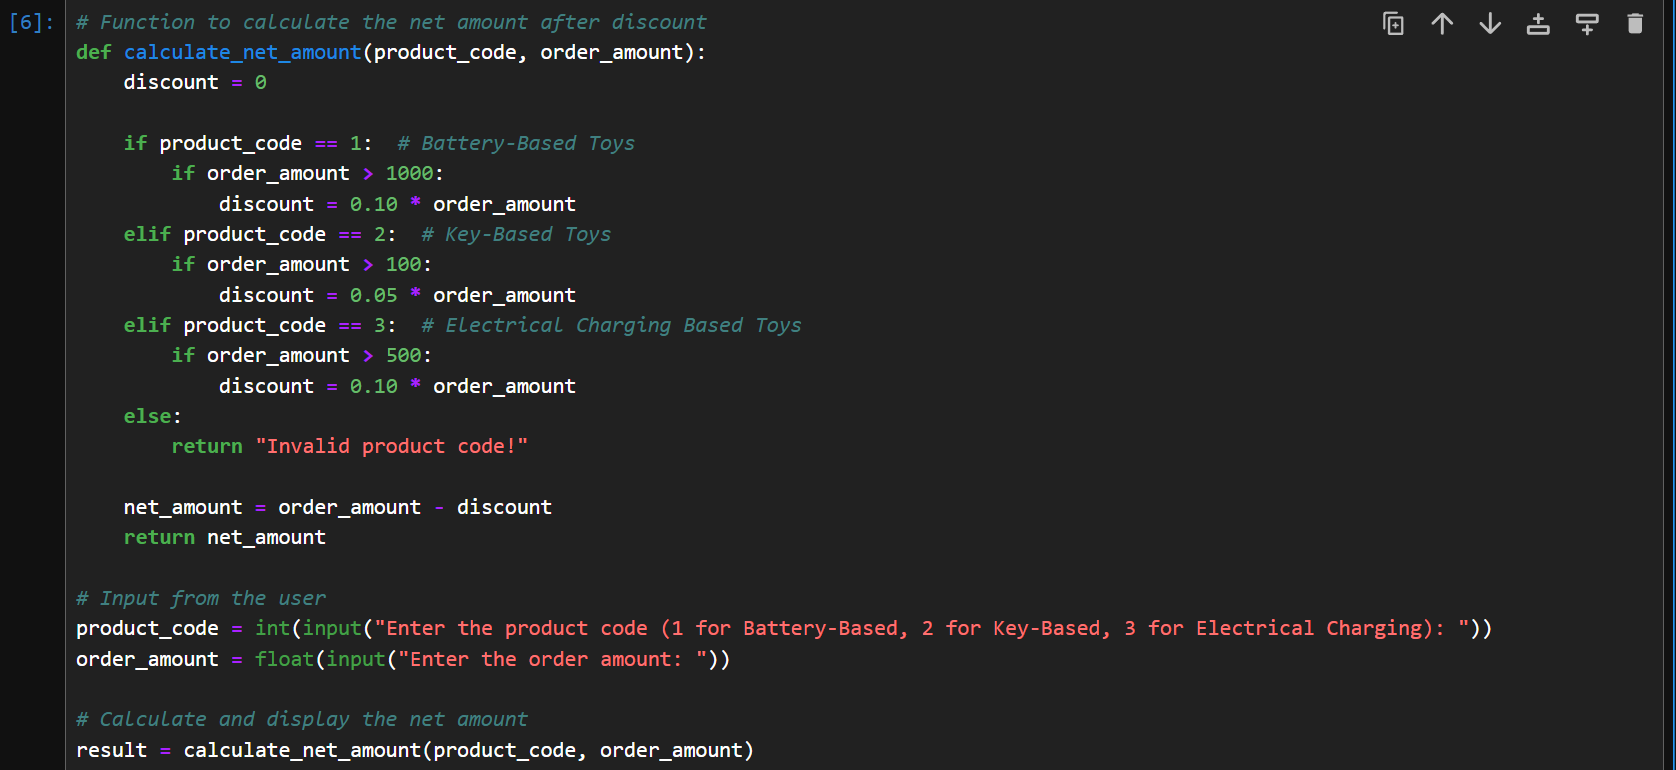 [6]: # Function to calculate the net amount after discount
def calculate_net_amount(product_code, order_amount):
    discount = 0

    if product_code == 1:  # Battery-Based Toys
        if order_amount > 1000:
            discount = 0.10 * order_amount
    elif product_code == 2:  # Key-Based Toys
        if order_amount > 100:
            discount = 0.05 * order_amount
    elif product_code == 3:  # Electrical Charging Based Toys
        if order_amount > 500:
            discount = 0.10 * order_amount
    else:
        return "Invalid product code!"

    net_amount = order_amount - discount
    return net_amount

# Input from the user
product_code = int(input("Enter the product code (1 for Battery-Based, 2 for Key-Based, 3 for Electrical Charging): "))
order_amount = float(input("Enter the order amount: "))

# Calculate and display the net amount
result = calculate_net_amount(product_code, order_amount)